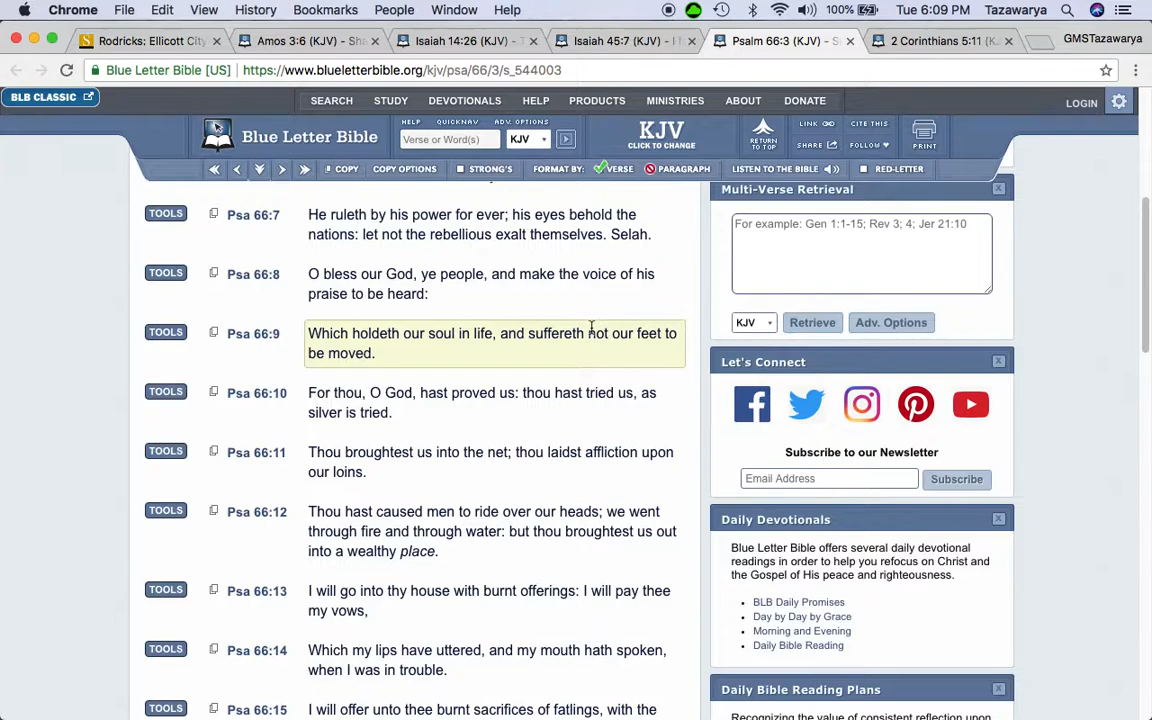 Chrome File Edit View History Bookmarks People Window Help 100% Tue 6:09 PM Tazawarya
Rodricks: Ellicott City Amos 3:6 (KJV) - Sha Isaiah 14:26 (KJV) - T Isaiah 45:7 (KJV) - I Psalm 66:3 (KJV) - S 2 Corinthians 5:11 (KJV) GMSTazawarya
Blue Letter Bible [US] https://www.blueletterbible.org/kjv/psa/66/3/s_544003
BLB CLASSIC
SEARCH STUDY DEVOTIONALS HELP PRODUCTS MINISTRIES ABOUT DONATE LOGIN
Blue Letter Bible
HELP QUICKNAV ADV. OPTIONS
Verse or Word(s) KJV
KJV
CLICK TO CHANGE
RETURN
TO TOP
LINK CITE THIS
SHARE FOLLOW
PRINT
COPY COPY OPTIONS STRONG'S FORMAT BY: VERSE PARAGRAPH LISTEN TO THE BIBLE RED-LETTER
TOOLS Psa 66:7 He ruleth by his power for ever; his eyes behold the
nations: let not the rebellious exalt themselves. Selah.
TOOLS Psa 66:8 O bless our God, ye people, and make the voice of his
praise to be heard:
TOOLS Psa 66:9 Which holdeth our soul in life, and suffereth not our feet to
be moved.
TOOLS Psa 66:10 For thou, O God, hast proved us: thou hast tried us, as
silver is tried.
TOOLS Psa 66:11 Thou broughtest us into the net; thou laidst affliction upon
our loins.
TOOLS Psa 66:12 Thou hast caused men to ride over our heads; we went
through fire and through water: but thou broughtest us out
into a wealthy place.
TOOLS Psa 66:13 I will go into thy house with burnt offerings: I will pay thee
my vows,
TOOLS Psa 66:14 Which my lips have uttered, and my mouth hath spoken,
when I was in trouble.
TOOLS Psa 66:15 I will offer unto thee burnt sacrifices of fatlings, with the
Multi-Verse Retrieval
For example: Gen 1:1-15; Rev 3; 4; Jer 21:10
KJV Retrieve Adv. Options
Let's Connect
Subscribe to our Newsletter
Email Address Subscribe
Daily Devotionals
Blue Letter Bible offers several daily devotional
readings in order to help you refocus on Christ and
the Gospel of His peace and righteousness.
BLB Daily Promises
Day by Day by Grace
Morning and Evening
Daily Bible Reading
Daily Bible Reading Plans
Recognizing the value of consistent reflection upon